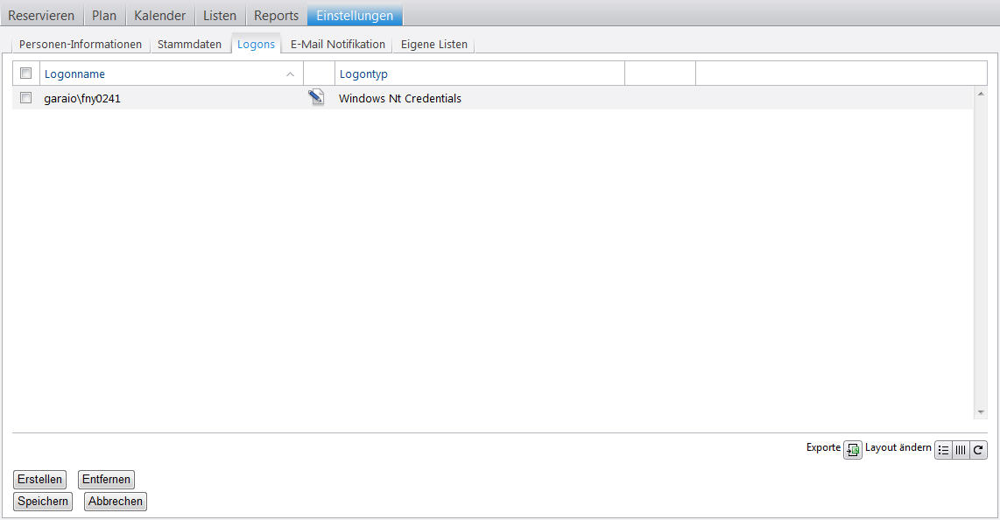 Reservieren Plan Kalender Listen Reports Einstellungen
Personen-Informationen Stammdaten Logons E-Mail Notifikation Eigene Listen
Logonname Logontyp
garaio\fny0241 Windows Nt Credentials
Exporte Layout ändern
Erstellen Entfernen
Speichern Abbrechen